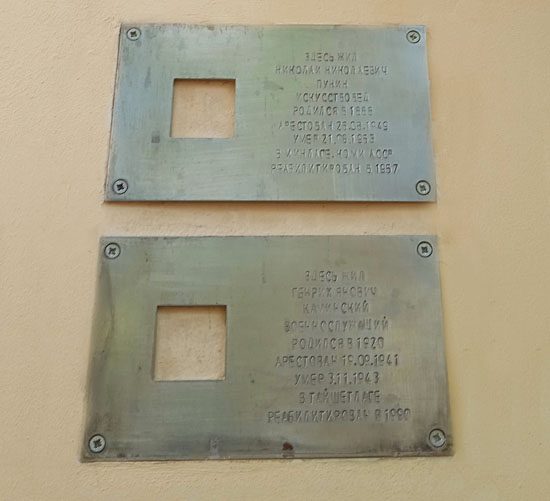 ЗДЕСЬ ЖИЛ
НИКОЛАЙ НИКОЛАЕВИЧ
ПУНИН
ИСКУССТВОВЕД
РОДИЛСЯ В 1888
АРЕСТОВАН 26.08.1949
УМЕР 21.08.1953
В МИНЛАГЕ, КОМИ АССР
РЕАБИЛИТИРОВАН В 1957
ЗДЕСЬ ЖИЛ
ГЕНРИХ ЯНОВИЧ
КАМИНСКИЙ
ВОЕННОСЛУЖАЩИЙ
РОДИЛСЯ В 1920
АРЕСТОВАН 19.09.1941
УМЕР 3.11.1943
В ТАЙШЕТЛАГЕ
РЕАБИЛИТИРОВАН В 1990